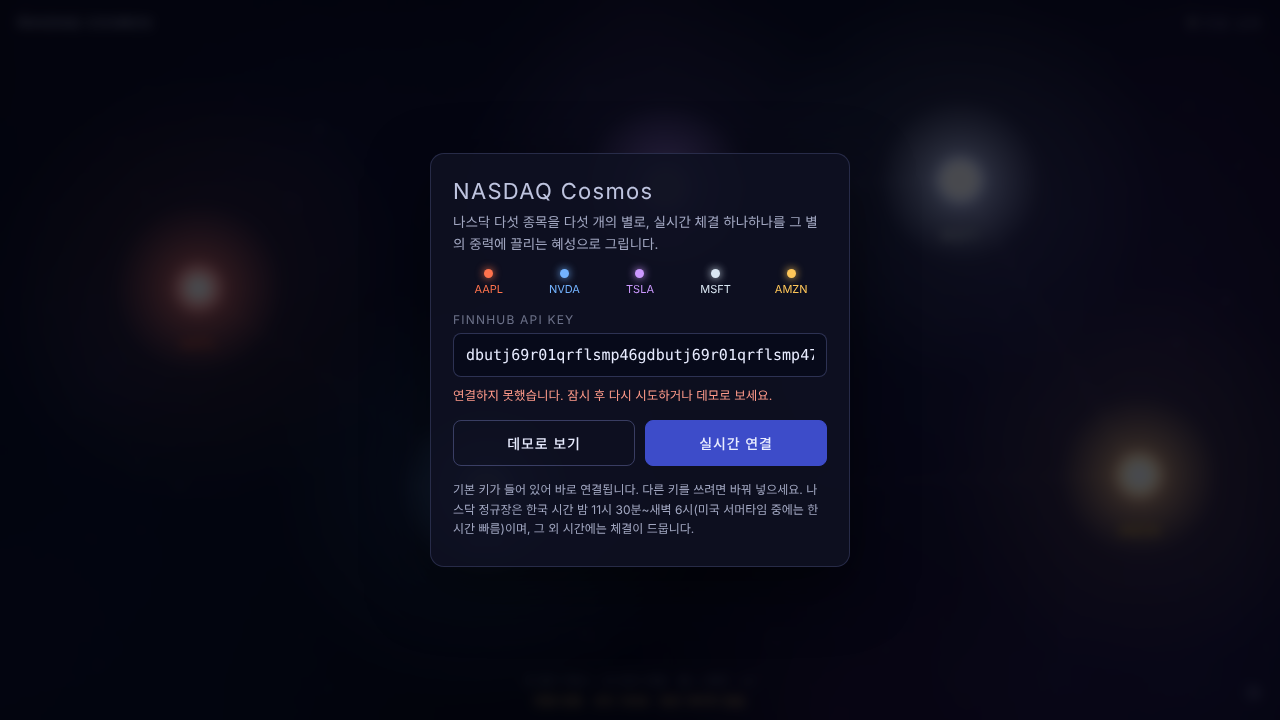 NASDAQ Cosmos
나스닥 다섯 종목을 다섯 개의 별로, 실시간 체결 하나하나를 그 별
의 중력에 끌리는 혜성으로 그립니다.
AAPL NVDA TSLA MSFT AMZN
FINNHUB API KEY
dbutj69r01qrflsmp46gdbutj69r01qrflsmp47
연결하지 못했습니다. 잠시 후 다시 시도하거나 데모로 보세요.
데모로 보기 실시간 연결
기본 키가 들어 있어 바로 연결됩니다. 다른 키를 쓰려면 바꿔 넣으세요. 나
스닥 정규장은 한국 시간 밤 11시 30분~새벽 6시(미국 서머타임 중에는 한
시간 빠름)이며, 그 외 시간에는 체결이 드뭅니다.